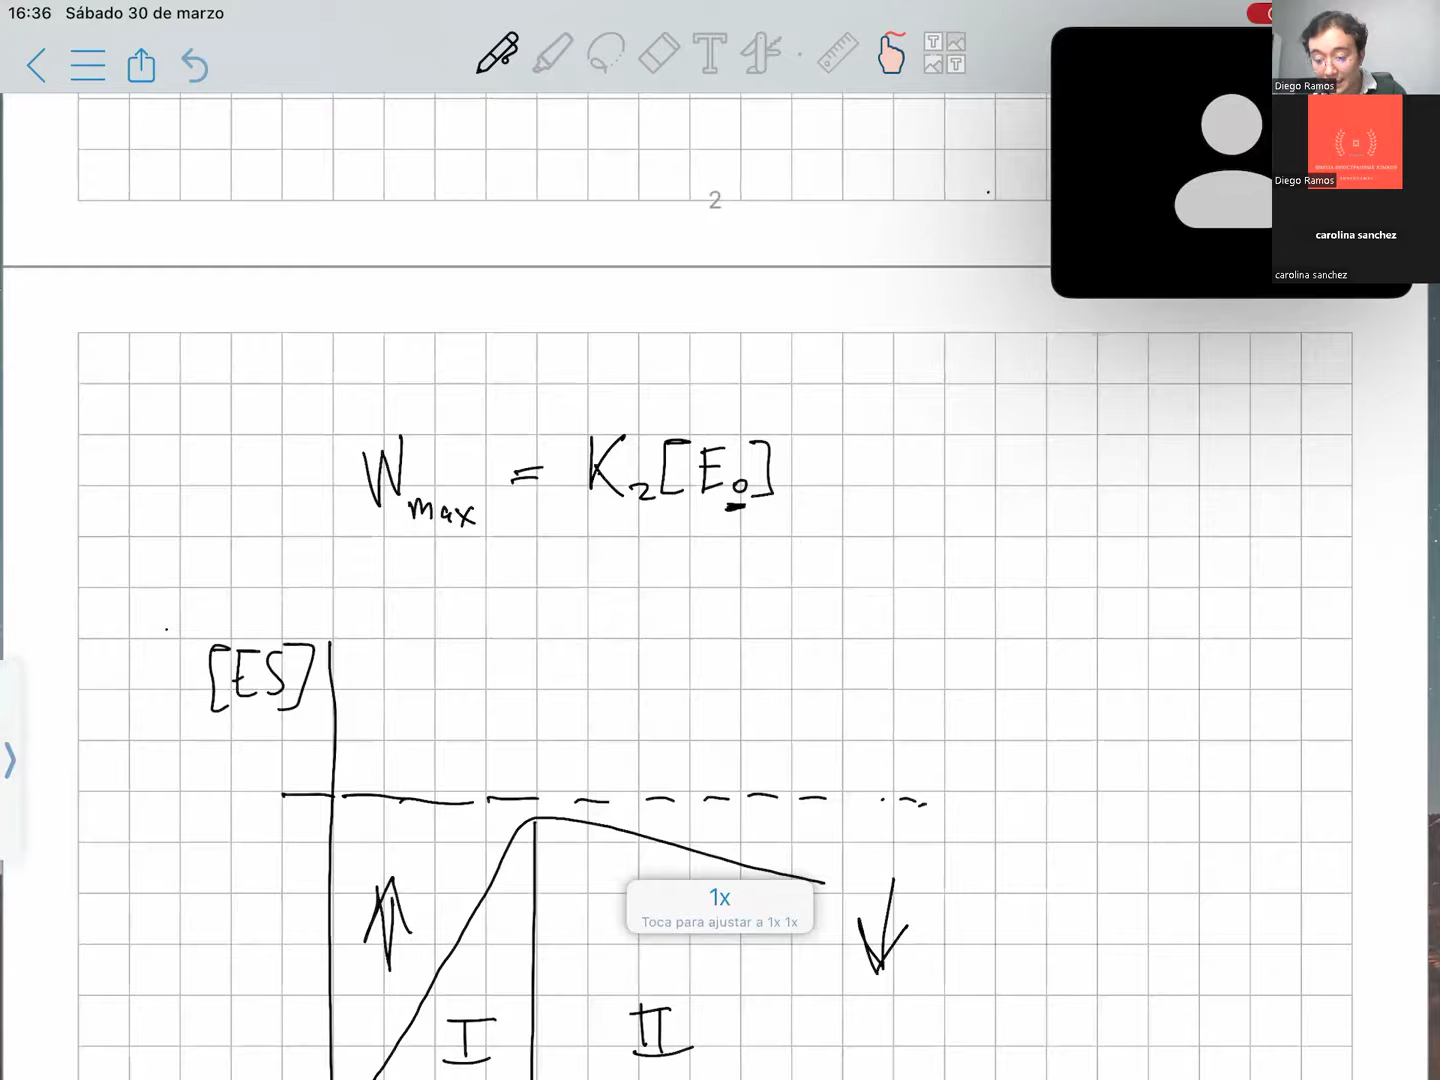 16:36 Sábado 30 de marzo
Diego Ramos
Diego Ramos
carolina sanchez
carolina sanchez
2
W max = K2[E0]
[ES]
1x
Toca para ajustar a 1x 1x
I
II